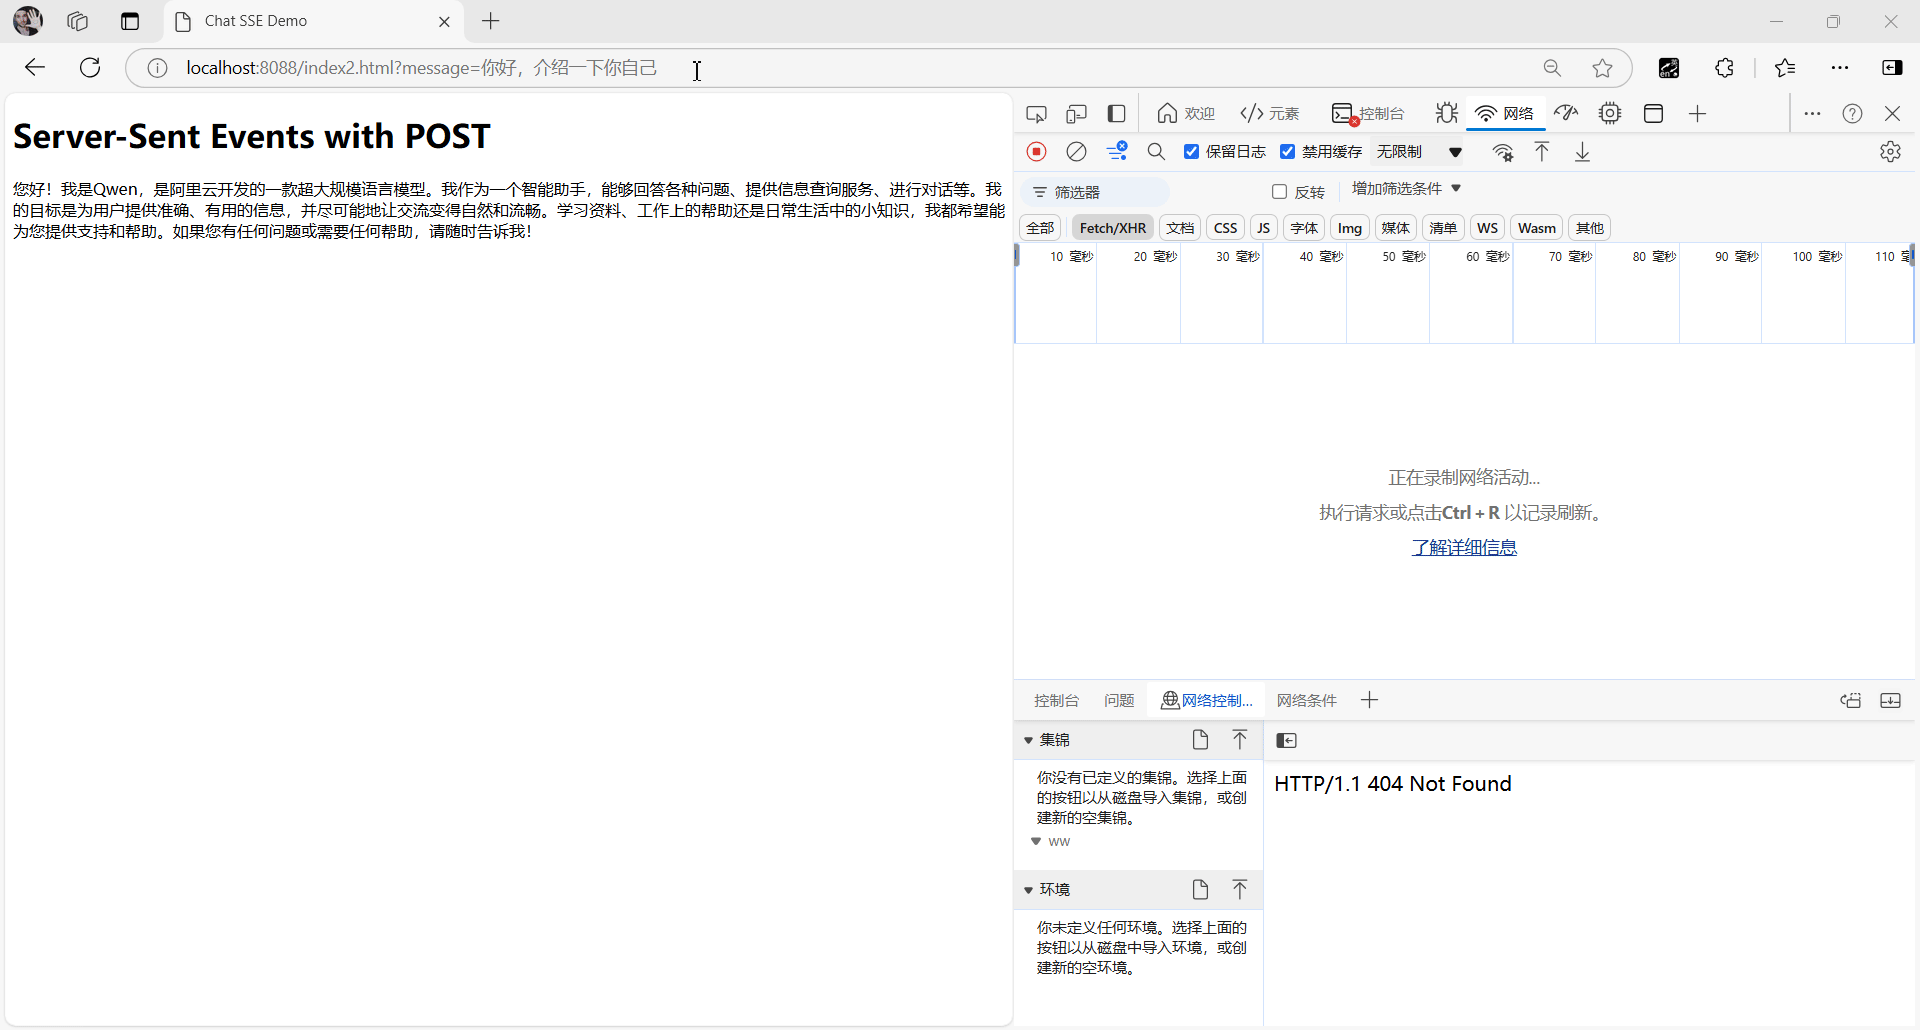 Chat SSE Demo
localhost:8088/index2.html?message=你好，介绍一下你自己
en
英
Server-Sent Events with POST
您好！我是Qwen，是阿里云开发的一款超大规模语言模型。我作为一个智能助手，能够回答各种问题、提供信息查询服务、进行对话等。我
的目标是为用户提供准确、有用的信息，并尽可能地让交流变得自然和流畅。学习资料、工作上的帮助还是日常生活中的小知识，我都希望能
为您提供支持和帮助。如果您有任何问题或需要任何帮助，请随时告诉我！
欢迎
元素
控制台
网络
保留日志
禁用缓存
无限制
筛选器
反转
增加筛选条件
全部
Fetch/XHR
文档
CSS
JS
字体
Img
媒体
清单
WS
Wasm
其他
10 毫秒
20 毫秒
30 毫秒
40 毫秒
50 毫秒
60 毫秒
70 毫秒
80 毫秒
90 毫秒
100 毫秒
110 毫
正在录制网络活动...
执行请求或点击Ctrl + R 以记录刷新。
了解详细信息
控制台
问题
网络控制...
网络条件
集锦
你没有已定义的集锦。选择上面
的按钮以从磁盘导入集锦，或创
建新的空集锦。
ww
HTTP/1.1 404 Not Found
环境
你未定义任何环境。选择上面的
按钮以从磁盘中导入环境，或创
建新的空环境。